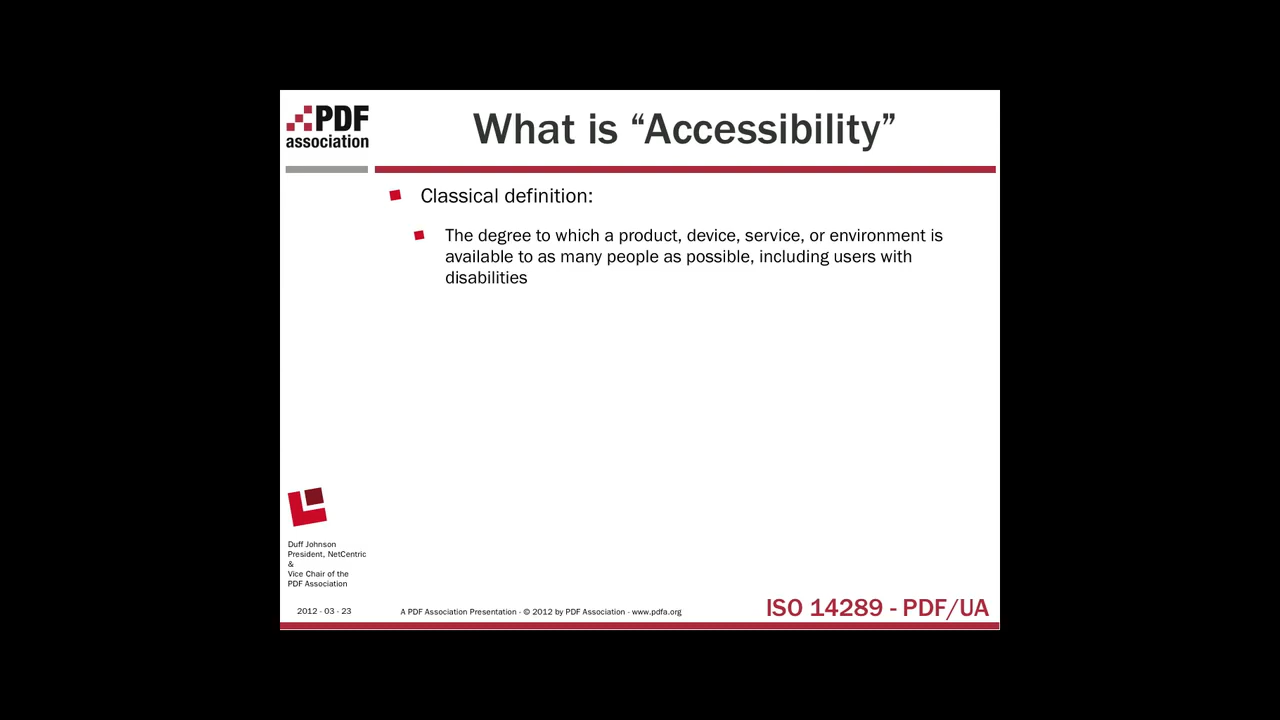 PDF
association
What is “Accessibility”
Classical definition:
The degree to which a product, device, service, or environment is
available to as many people as possible, including users with
disabilities
Duff Johnson
President, NetCentric
&
Vice Chair of the
PDF Association
2012 - 03 - 23
A PDF Association Presentation - © 2012 by PDF Association - www.pdfa.org
ISO 14289 - PDF/UA